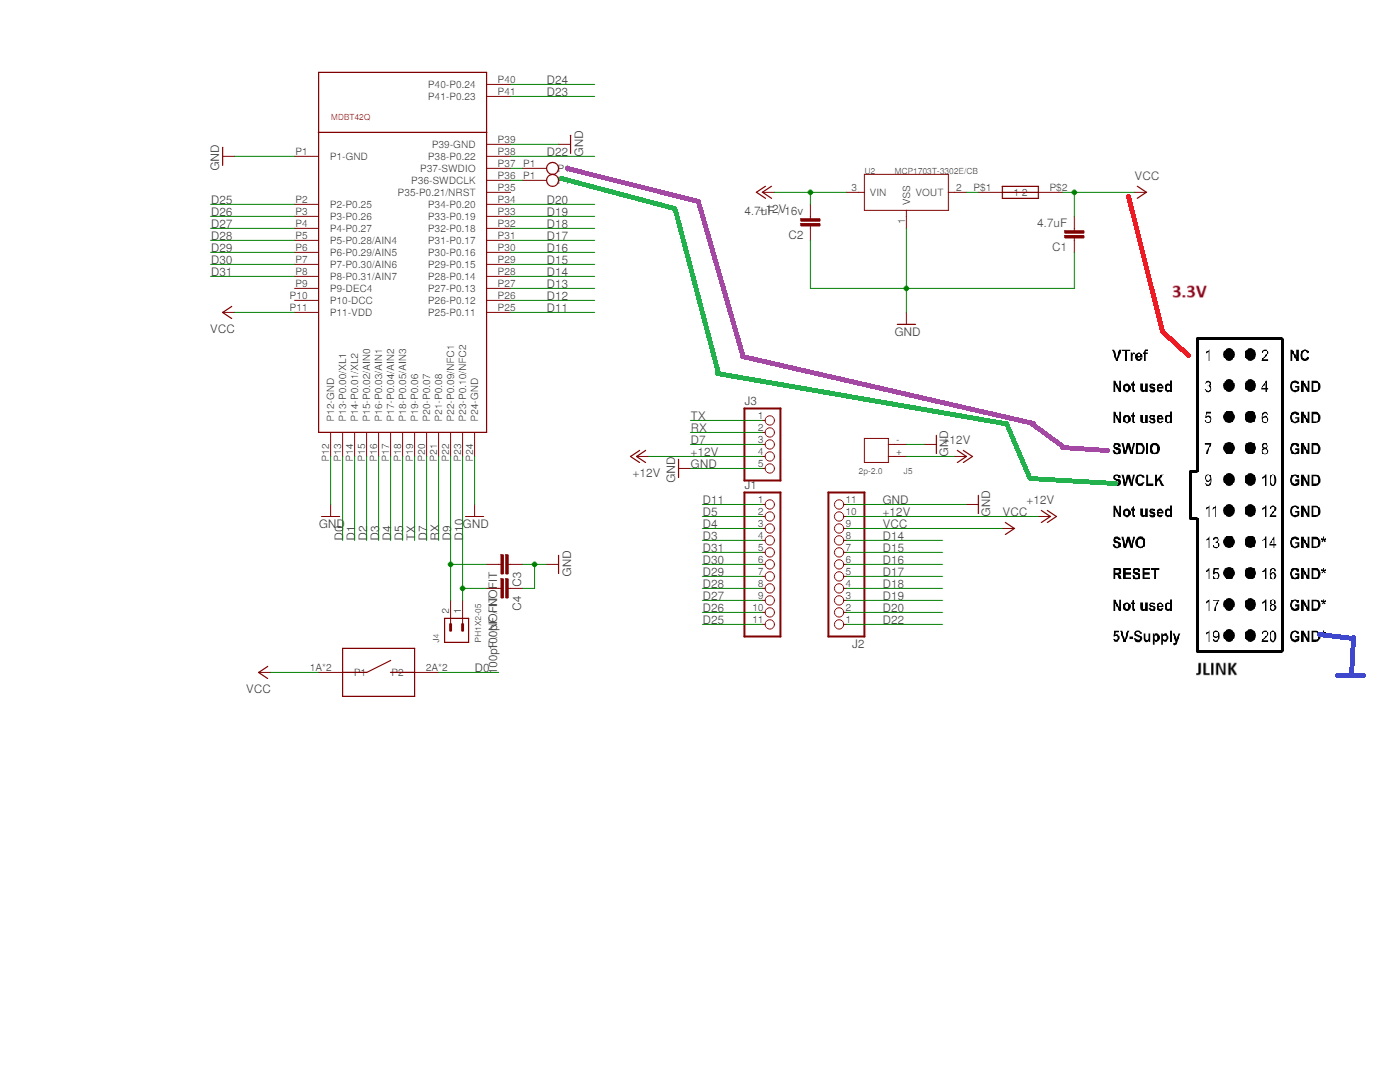 P40-P0.24 P40 D24
P41-P0.23 P41 D23
MDBT42Q
P39-GND P39 GND
GND P1 P1-GND P38-P0.22 P38 D22
P37-SWDIO P37 P1
P36-SWDCLK P36 P1
P35-P0.21/NRST P35
D25 P2 P2-P0.25 P34-P0.20 P34 D20
D26 P3 P3-P0.26 P33-P0.19 P33 D19
D27 P4 P4-P0.27 P32-P0.18 P32 D18
D28 P5 P5-P0.28/AIN4 P31-P0.17 P31 D17
D29 P6 P6-P0.29/AIN5 P30-P0.16 P30 D16
D30 P7 P7-P0.30/AIN6 P29-P0.15 P29 D15
D31 P8 P8-P0.31/AIN7 P28-P0.14 P28 D14
P9 P9-DEC4 P27-P0.13 P27 D13
P10 P10-DCC P26-P0.12 P26 D12
P11 P11-VDD P25-P0.11 P25 D11
VCC
P12-GND
P13-P0.00/XL1
P14-P0.01/XL2
P15-P0.02/AIN0
P16-P0.03/AIN1
P17-P0.04/AIN2
P18-P0.05/AIN3
P19-P0.06
P20-P0.07
P21-P0.08
P22-P0.09/NFC1
P23-P0.10/NFC2
P24-GND
P12 P13 P14 P15 P16 P17 P18 P19 P20 P21 P22 P23 P24
GND D0 D1 D2 D3 D4 D5 TX D7 RX D9 D10 GND
C3 GND
C4
100pF NOFIT
2 1
J4
PH1X2-05
VCC 1A*2 P1 P2 2A*2 D0
U2 MCP1703T-3302E/CB
3 VIN VSS VOUT 2 P$1 1 2 P$2 VCC
1
4.7uF 16v
+12V
C2
4.7uF
C1
GND
3.3V
J3
TX 1
RX 2
D7 3
+12V 4
GND 5
+12V
GND
- GND
+ +12V
2p-2.0 J5
J1
D11 1
D5 2
D4 3
D3 4
D31 5
D30 6
D29 7
D28 8
D27 9
D26 10
D25 11
11 GND GND
10 +12V +12V
9 VCC VCC
8 D14
7 D15
6 D16
5 D17
4 D18
3 D19
2 D20
1 D22
J2
VTref 1 2 NC
Not used 3 4 GND
Not used 5 6 GND
SWDIO 7 8 GND
SWCLK 9 10 GND
Not used 11 12 GND
SWO 13 14 GND*
RESET 15 16 GND*
Not used 17 18 GND*
5V-Supply 19 20 GND*
JLINK